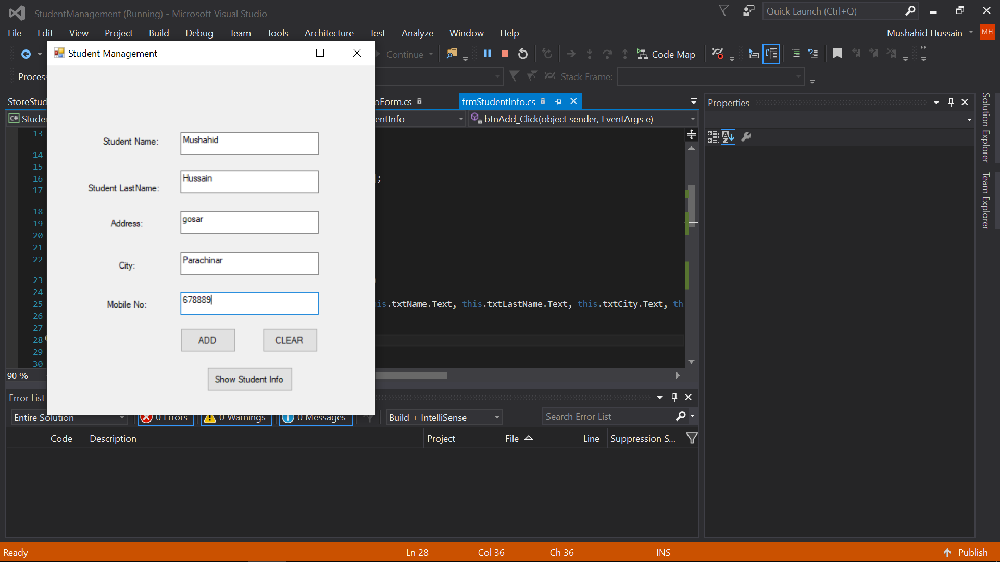 StudentManagement (Running) - Microsoft Visual Studio
Quick Launch (Ctrl+Q)
File Edit View Project Build Debug Team Tools Architecture Test Analyze Window Help
Mushahid Hussain MH
Student Management
Continue
Code Map
Process
Stack Frame:
StoreStud
oForm.cs
frmStudentInfo.cs
Properties
C# Studen
entInfo
btnAdd_Click(object sender, EventArgs e)
Solution Explorer
Team Explorer
13
14
15
16 ;
17
18
19
20
21
22
23
24
25 is.txtName.Text, this.txtLastName.Text, this.txtCity.Text, th
26
27
28
29
30
Student Name: Mushahid
Student LastName: Hussain
Address: gosar
City: Parachinar
Mobile No: 678889
ADD CLEAR
Show Student Info
90 %
Error List
Entire Solution
0 Errors
0 Warnings
0 Messages
Build + IntelliSense
Search Error List
Code Description Project File Line Suppression S...
Ready Ln 28 Col 36 Ch 36 INS Publish